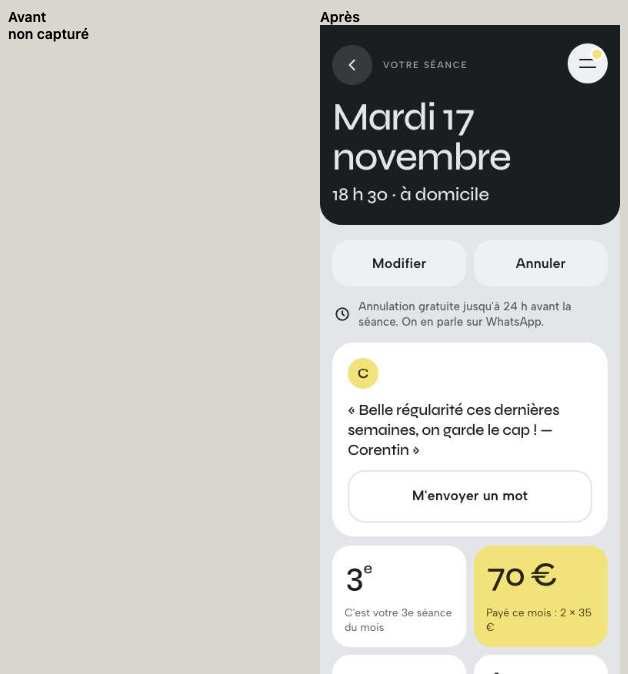 Avant
non capturé
Après
VOTRE SÉANCE
Mardi 17
novembre
18 h 30 · à domicile
Modifier
Annuler
Annulation gratuite jusqu'à 24 h avant la
séance. On en parle sur WhatsApp.
C
« Belle régularité ces dernières
semaines, on garde le cap ! —
Corentin »
M'envoyer un mot
3e
C'est votre 3e séance
du mois
70 €
Payé ce mois : 2 × 35
€